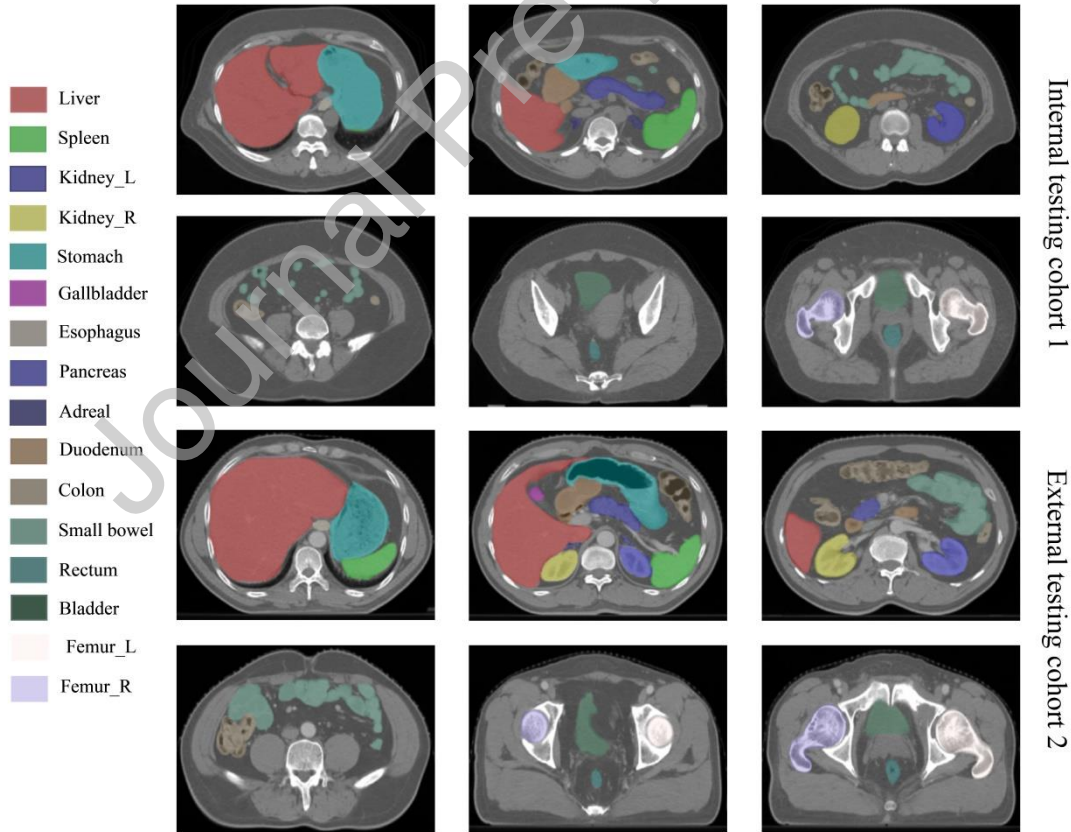 Liver
Spleen
Kidney_L
Kidney_R
Stomach
Gallbladder
Esophagus
Pancreas
Adreal
Duodenum
Colon
Small bowel
Rectum
Bladder
Femur_L
Femur_R
Internal testing cohort 1
External testing cohort 2
Journal Pre